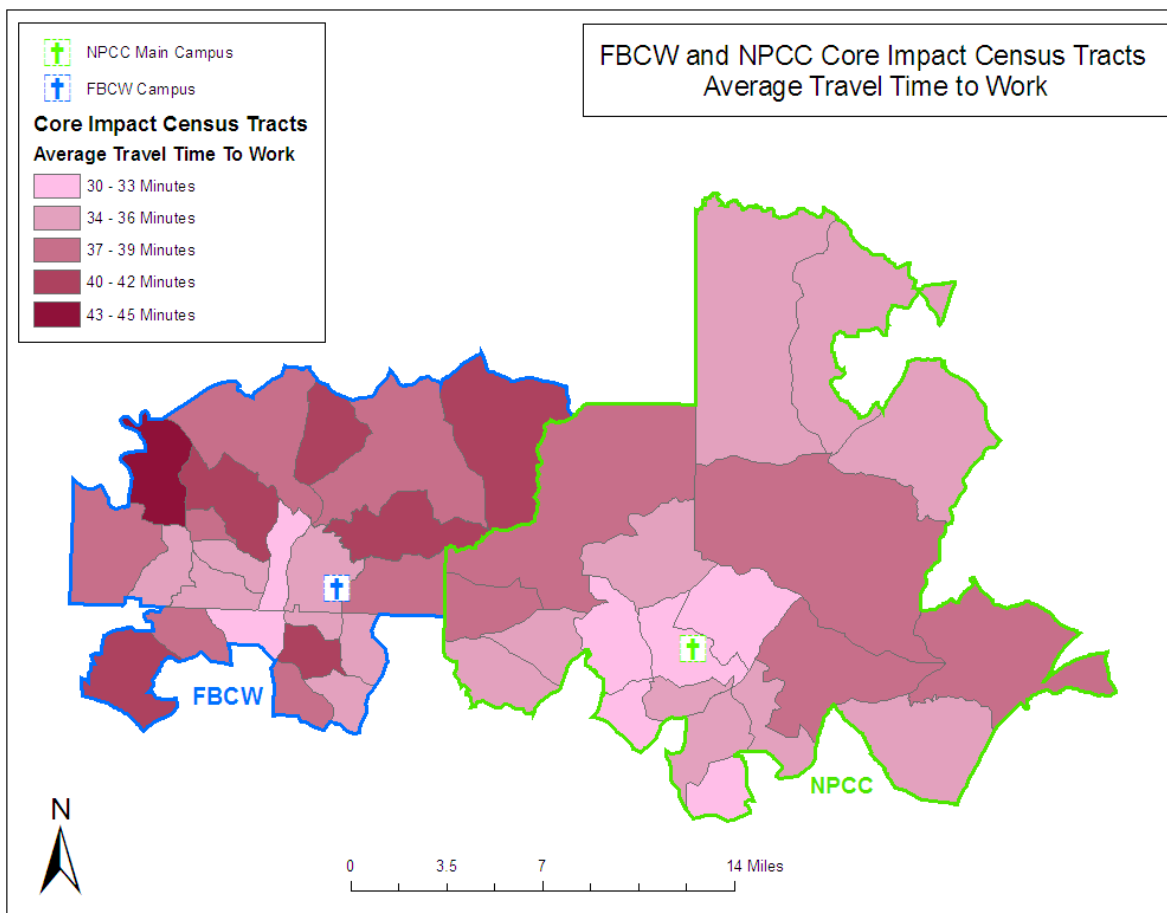 NPCC Main Campus
FBCW Campus
Core Impact Census Tracts
Average Travel Time To Work
30 - 33 Minutes
34 - 36 Minutes
37 - 39 Minutes
40 - 42 Minutes
43 - 45 Minutes
FBCW and NPCC Core Impact Census Tracts
Average Travel Time to Work
FBCW
NPCC
N
0 3.5 7 14 Miles